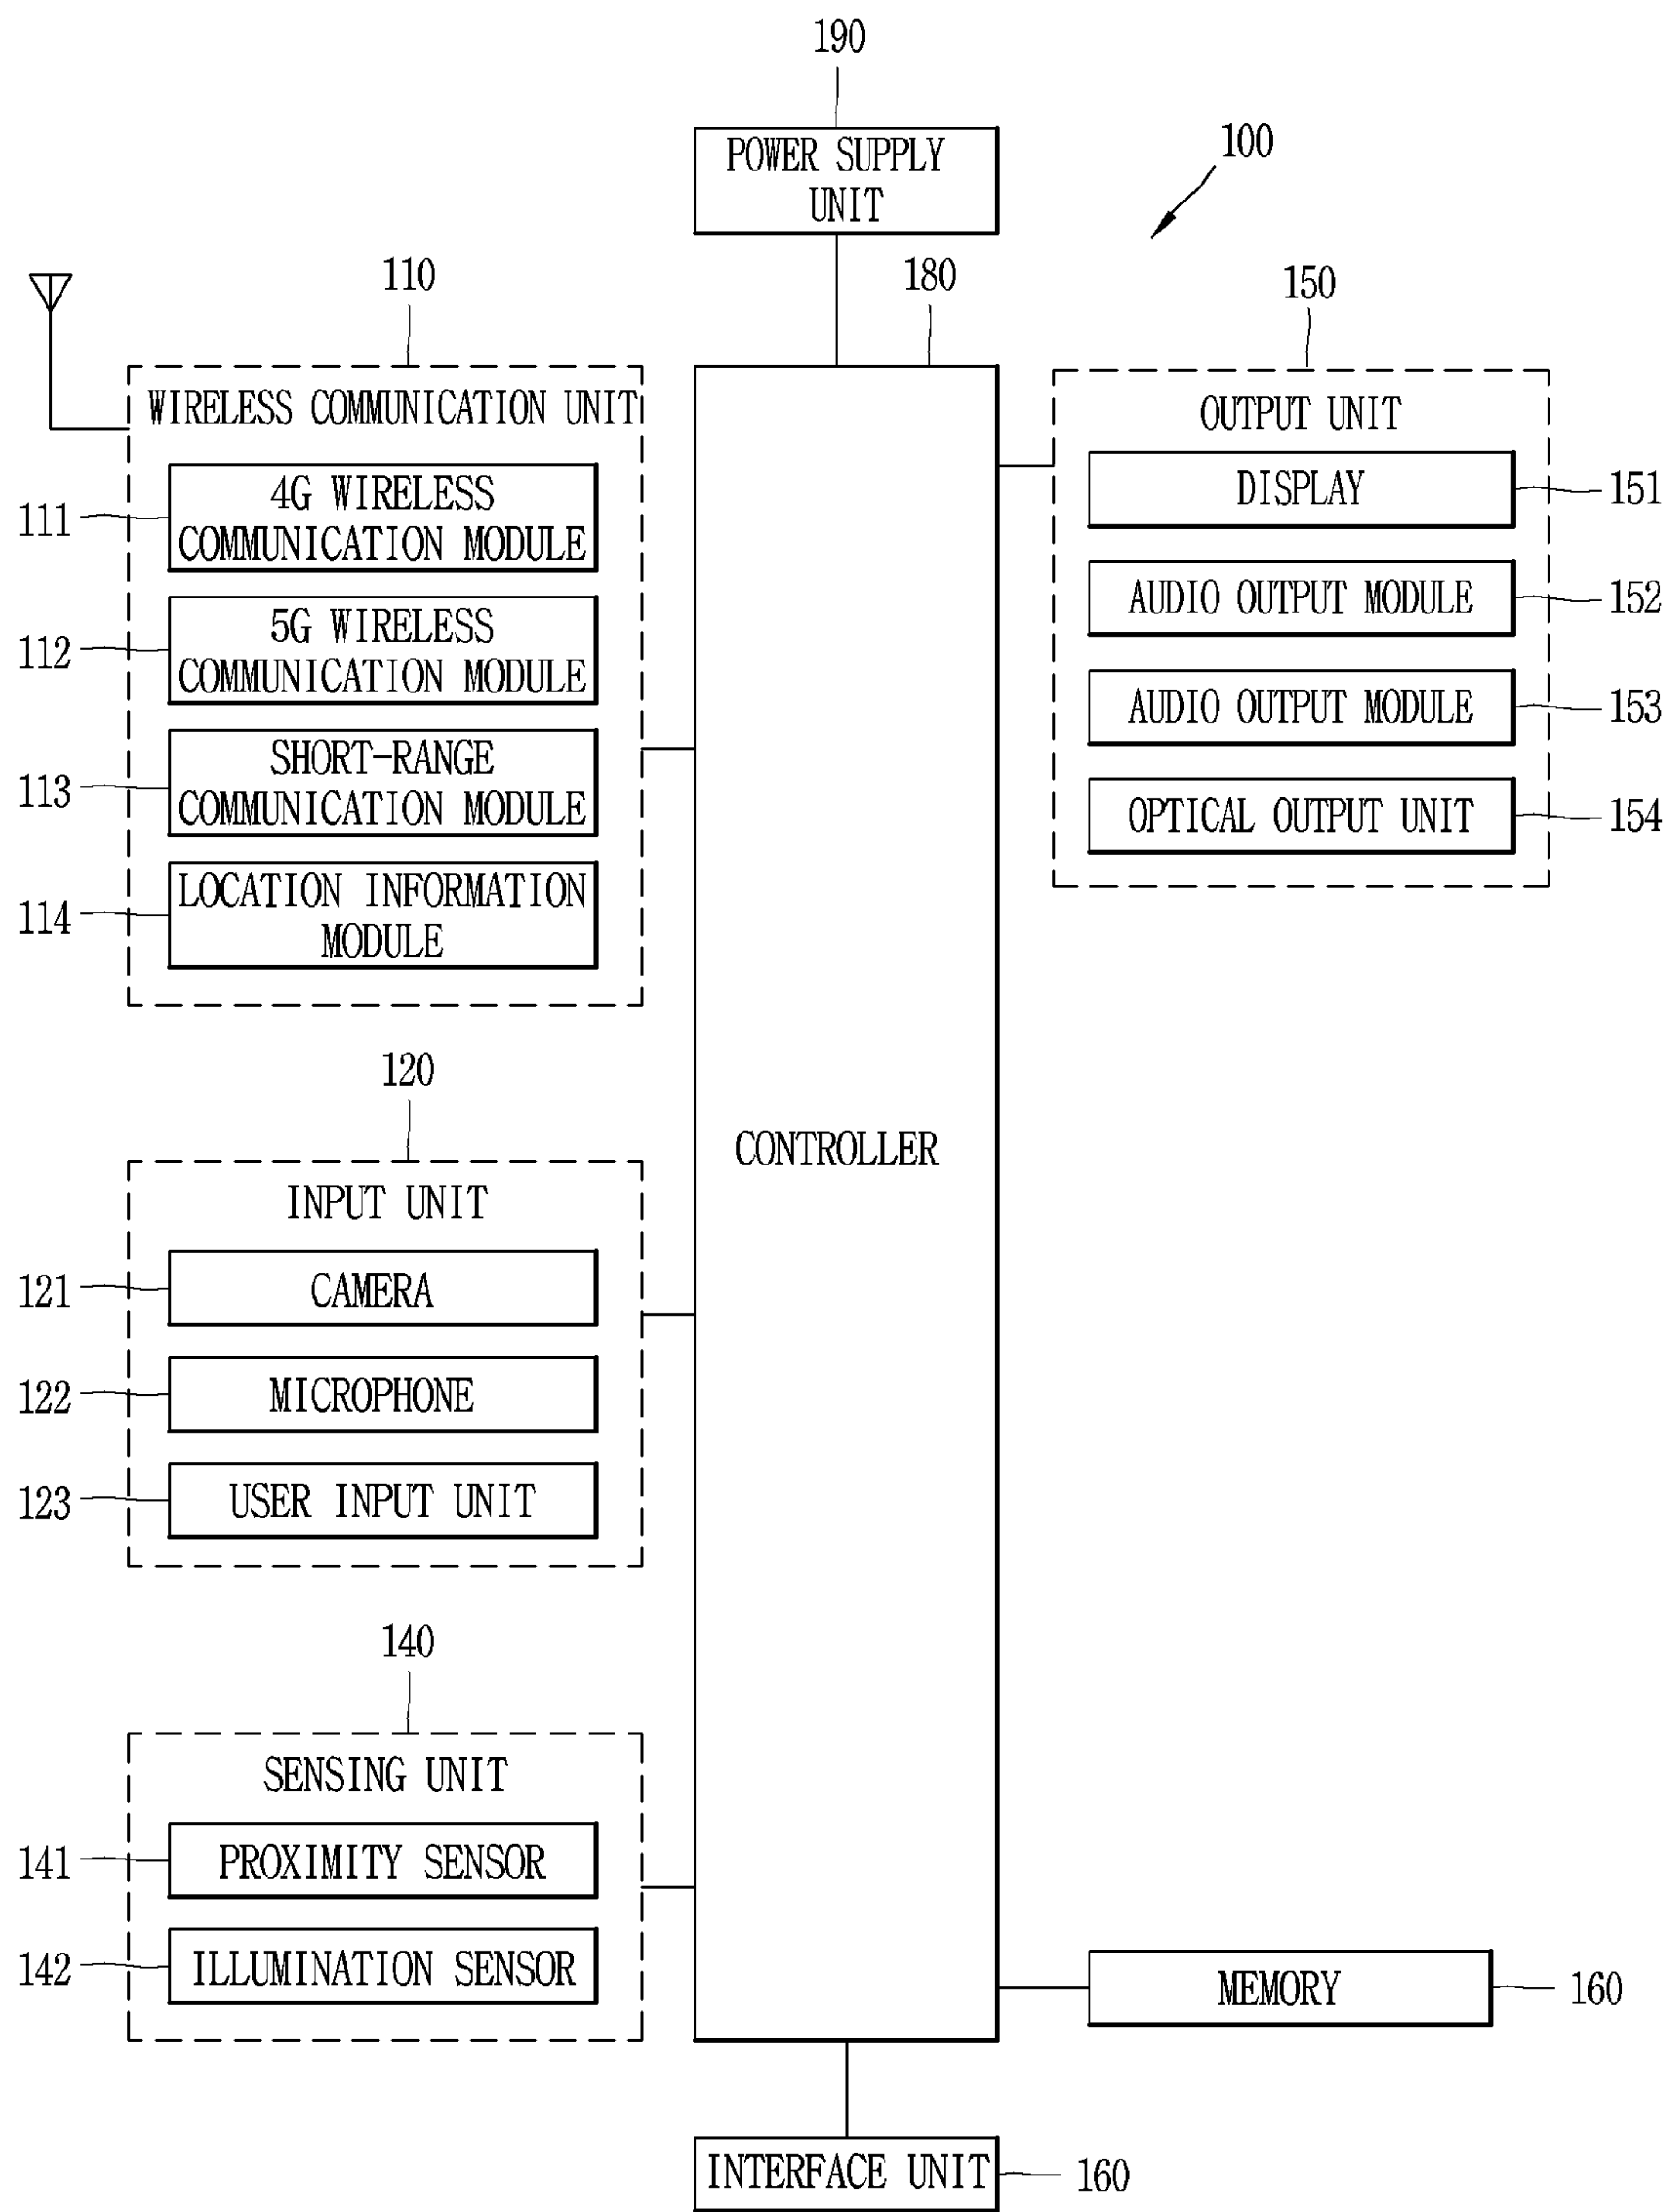 190
POWER SUPPLY
UNIT
100
110
180
150
WIRELESS COMMUNICATION UNIT
111
4G WIRELESS
COMMUNICATION MODULE
112
5G WIRELESS
COMMUNICATION MODULE
113
SHORT-RANGE
COMMUNICATION MODULE
114
LOCATION INFORMATION
MODULE
OUTPUT UNIT
DISPLAY
151
AUDIO OUTPUT MODULE
152
AUDIO OUTPUT MODULE
153
OPTICAL OUTPUT UNIT
154
CONTROLLER
120
INPUT UNIT
121
CAMERA
122
MICROPHONE
123
USER INPUT UNIT
140
SENSING UNIT
141
PROXIMITY SENSOR
142
ILLUMINATION SENSOR
MEMORY
160
INTERFACE UNIT
160